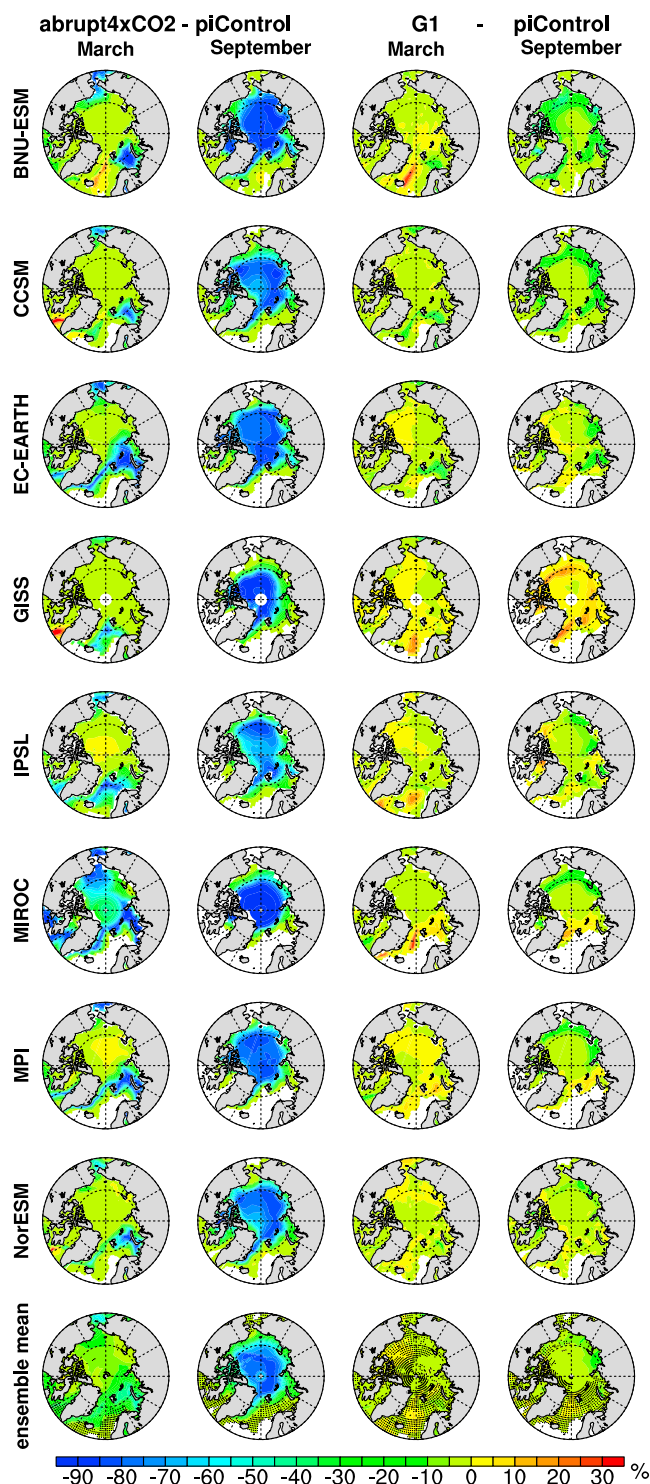 abrupt4xCO2 - piControl G1 - piControl
March September March September
BNU-ESM
CCSM
EC-EARTH
GISS
IPSL
MIROC
MPI
NorESM
ensemble mean
-90 -80 -70 -60 -50 -40 -30 -20 -10 0 10 20 30 %